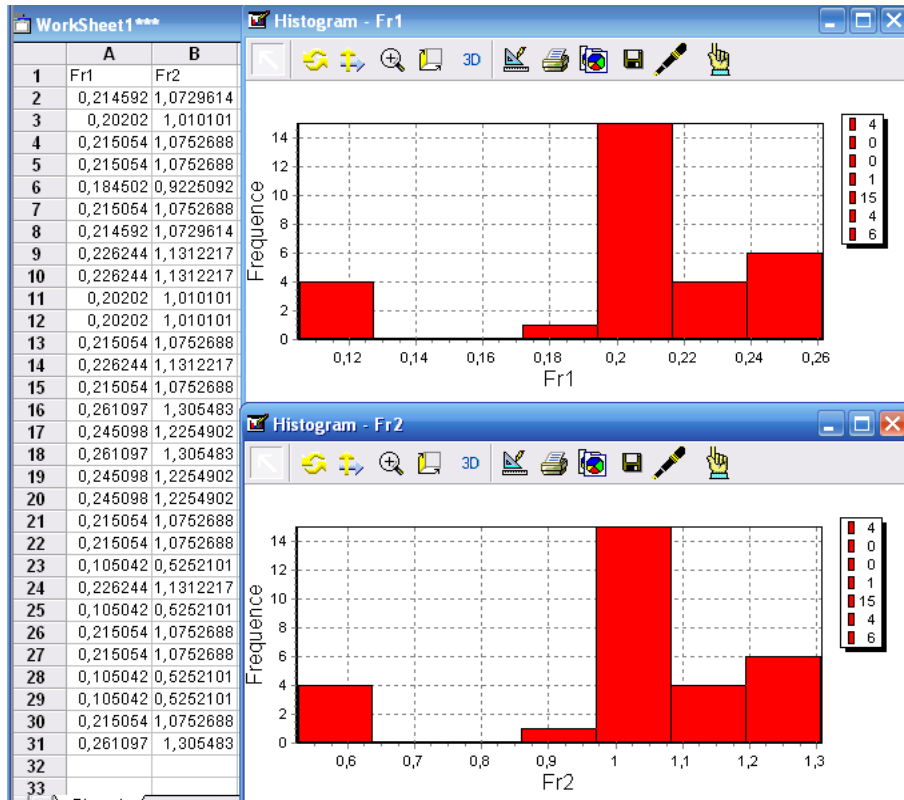 WorkSheet1***
A B
1 Fr1 Fr2
2 0,214592 1,0729614
3 0,20202 1,010101
4 0,215054 1,0752688
5 0,215054 1,0752688
6 0,184502 0,9225092
7 0,215054 1,0752688
8 0,214592 1,0729614
9 0,226244 1,1312217
10 0,226244 1,1312217
11 0,20202 1,010101
12 0,20202 1,010101
13 0,215054 1,0752688
14 0,226244 1,1312217
15 0,215054 1,0752688
16 0,261097 1,305483
17 0,245098 1,2254902
18 0,261097 1,305483
19 0,245098 1,2254902
20 0,245098 1,2254902
21 0,215054 1,0752688
22 0,215054 1,0752688
23 0,105042 0,5252101
24 0,226244 1,1312217
25 0,105042 0,5252101
26 0,215054 1,0752688
27 0,215054 1,0752688
28 0,105042 0,5252101
29 0,105042 0,5252101
30 0,215054 1,0752688
31 0,261097 1,305483
32
33
Histogram - Fr1
3D
Frequence
14
12
10
8
6
4
2
0
0,12 0,14 0,16 0,18 0,2 0,22 0,24 0,26
Fr1
4
0
0
1
15
4
6
Histogram - Fr2
3D
Frequence
14
12
10
8
6
4
2
0
0,6 0,7 0,8 0,9 1 1,1 1,2 1,3
Fr2
4
0
0
1
15
4
6